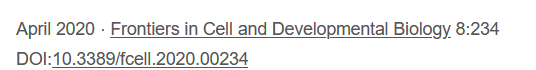 April 2020 · Frontiers in Cell and Developmental Biology 8:234
DOI:10.3389/fcell.2020.00234